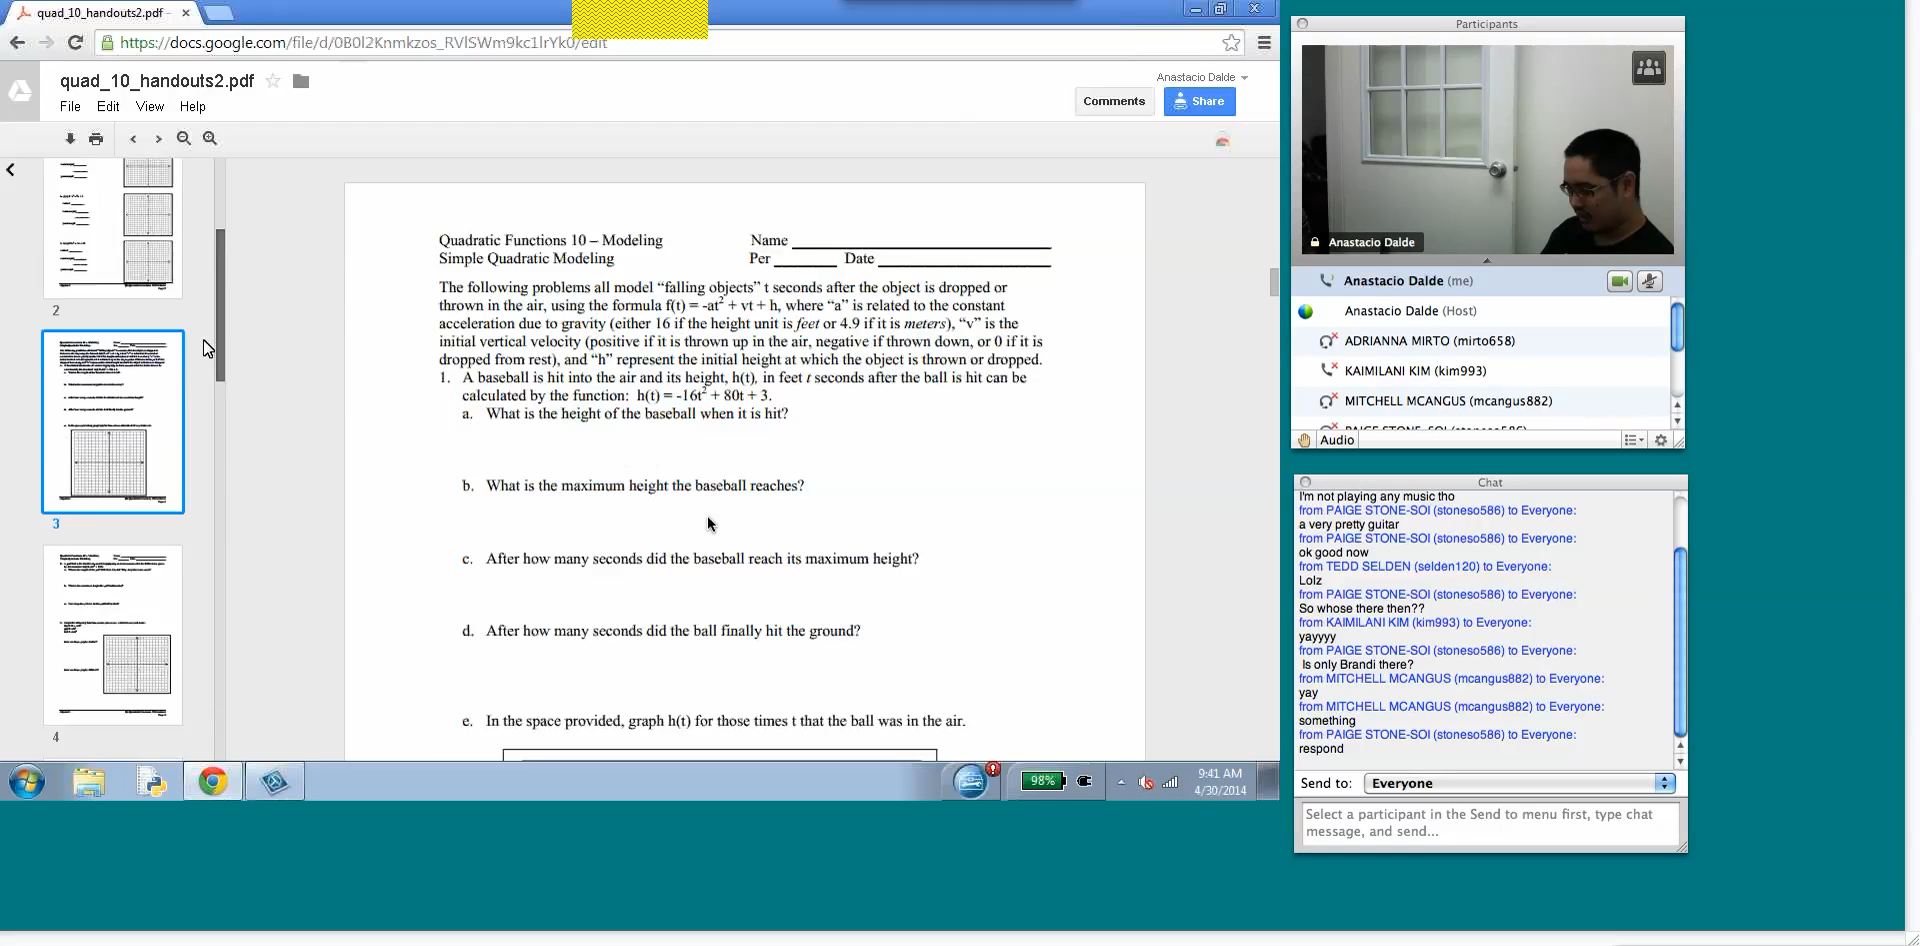 quad_10_handouts2.pdf -
https://docs.google.com/file/d/0B0l2Knmkzos_RVlSWm9kc1lrYk0/edit
quad_10_handouts2.pdf
Anastacio Dalde
File Edit View Help
Comments
Share
2
3
4
Quadratic Functions 10 – Modeling
Name
Simple Quadratic Modeling
Per Date
The following problems all model “falling objects” t seconds after the object is dropped or
thrown in the air, using the formula f(t) = -at² + vt + h, where “a” is related to the constant
acceleration due to gravity (either 16 if the height unit is feet or 4.9 if it is meters), “v” is the
initial vertical velocity (positive if it is thrown up in the air, negative if thrown down, or 0 if it is
dropped from rest), and “h” represent the initial height at which the object is thrown or dropped.
1. A baseball is hit into the air and its height, h(t), in feet t seconds after the ball is hit can be
calculated by the function: h(t) = -16t² + 80t + 3.
a. What is the height of the baseball when it is hit?
b. What is the maximum height the baseball reaches?
c. After how many seconds did the baseball reach its maximum height?
d. After how many seconds did the ball finally hit the ground?
e. In the space provided, graph h(t) for those times t that the ball was in the air.
98%
9:41 AM
4/30/2014
Participants
Anastacio Dalde
Anastacio Dalde (me)
Anastacio Dalde (Host)
ADRIANNA MIRTO (mirto658)
KAIMILANI KIM (kim993)
MITCHELL MCANGUS (mcangus882)
PAIGE STONE-SOI (stoneso586)
Audio
Chat
I'm not playing any music tho
from PAIGE STONE-SOI (stoneso586) to Everyone:
a very pretty guitar
from PAIGE STONE-SOI (stoneso586) to Everyone:
ok good now
from TEDD SELDEN (selden120) to Everyone:
Lolz
from PAIGE STONE-SOI (stoneso586) to Everyone:
So whose there then??
from KAIMILANI KIM (kim993) to Everyone:
yayyyy
from PAIGE STONE-SOI (stoneso586) to Everyone:
Is only Brandi there?
from MITCHELL MCANGUS (mcangus882) to Everyone:
yay
from MITCHELL MCANGUS (mcangus882) to Everyone:
something
from PAIGE STONE-SOI (stoneso586) to Everyone:
respond
Send to: Everyone
Select a participant in the Send to menu first, type chat
message, and send...